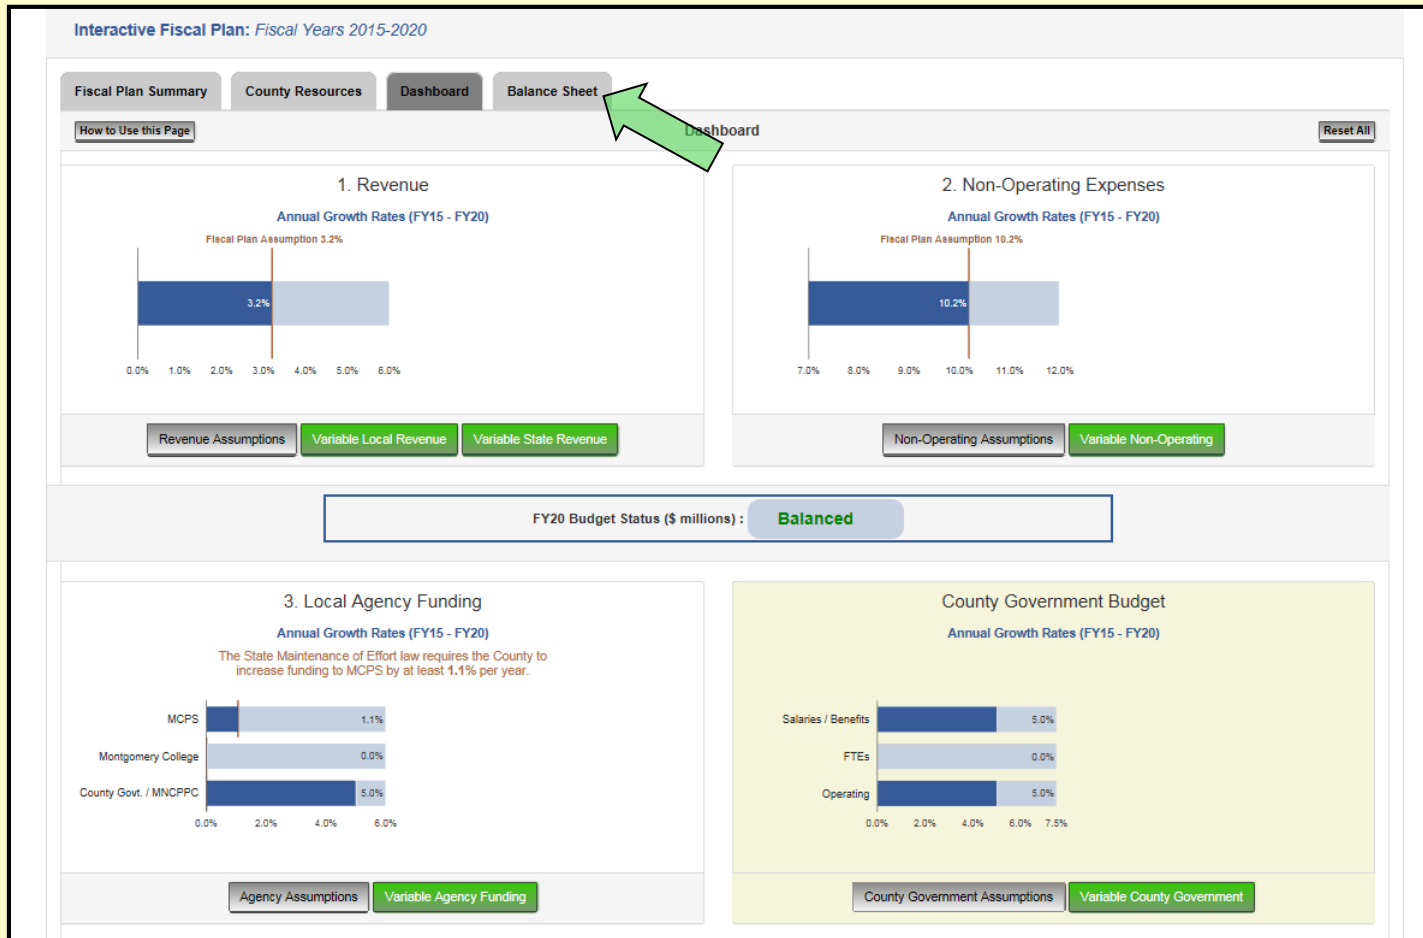 Interactive Fiscal Plan: Fiscal Years 2015-2020
Fiscal Plan Summary County Resources Dashboard Balance Sheet
How to Use this Page Dashboard Reset All
1. Revenue
Annual Growth Rates (FY15 - FY20)
Fiscal Plan Assumption 3.2%
3.2%
0.0% 1.0% 2.0% 3.0% 4.0% 5.0% 6.0%
Revenue Assumptions Variable Local Revenue Variable State Revenue
2. Non-Operating Expenses
Annual Growth Rates (FY15 - FY20)
Fiscal Plan Assumption 10.2%
10.2%
7.0% 8.0% 9.0% 10.0% 11.0% 12.0%
Non-Operating Assumptions Variable Non-Operating
FY20 Budget Status ($ millions) : Balanced
3. Local Agency Funding
Annual Growth Rates (FY15 - FY20)
The State Maintenance of Effort law requires the County to
increase funding to MCPS by at least 1.1% per year.
MCPS 1.1%
Montgomery College 0.0%
County Govt. / MNCPPC 5.0%
0.0% 2.0% 4.0% 6.0%
Agency Assumptions Variable Agency Funding
County Government Budget
Annual Growth Rates (FY15 - FY20)
Salaries / Benefits 5.0%
FTEs 0.0%
Operating 5.0%
0.0% 2.0% 4.0% 6.0% 7.5%
County Government Assumptions Variable County Government